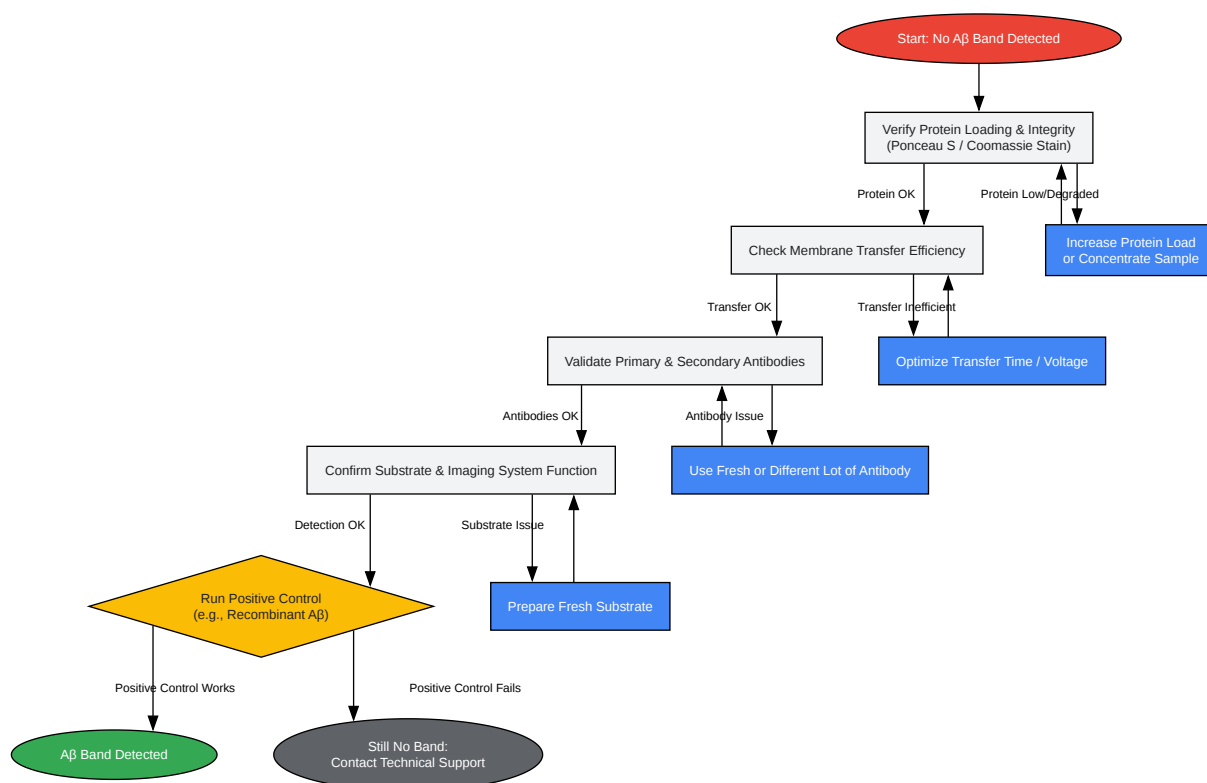 Start: No Aβ Band Detected
Verify Protein Loading & Integrity
(Ponceau S / Coomassie Stain)
Protein OK
Protein Low/Degraded
Increase Protein Load
or Concentrate Sample
Check Membrane Transfer Efficiency
Transfer OK
Transfer Inefficient
Optimize Transfer Time / Voltage
Validate Primary & Secondary Antibodies
Antibodies OK
Antibody Issue
Use Fresh or Different Lot of Antibody
Confirm Substrate & Imaging System Function
Detection OK
Substrate Issue
Prepare Fresh Substrate
Run Positive Control
(e.g., Recombinant Aβ)
Positive Control Works
Positive Control Fails
Aβ Band Detected
Still No Band:
Contact Technical Support